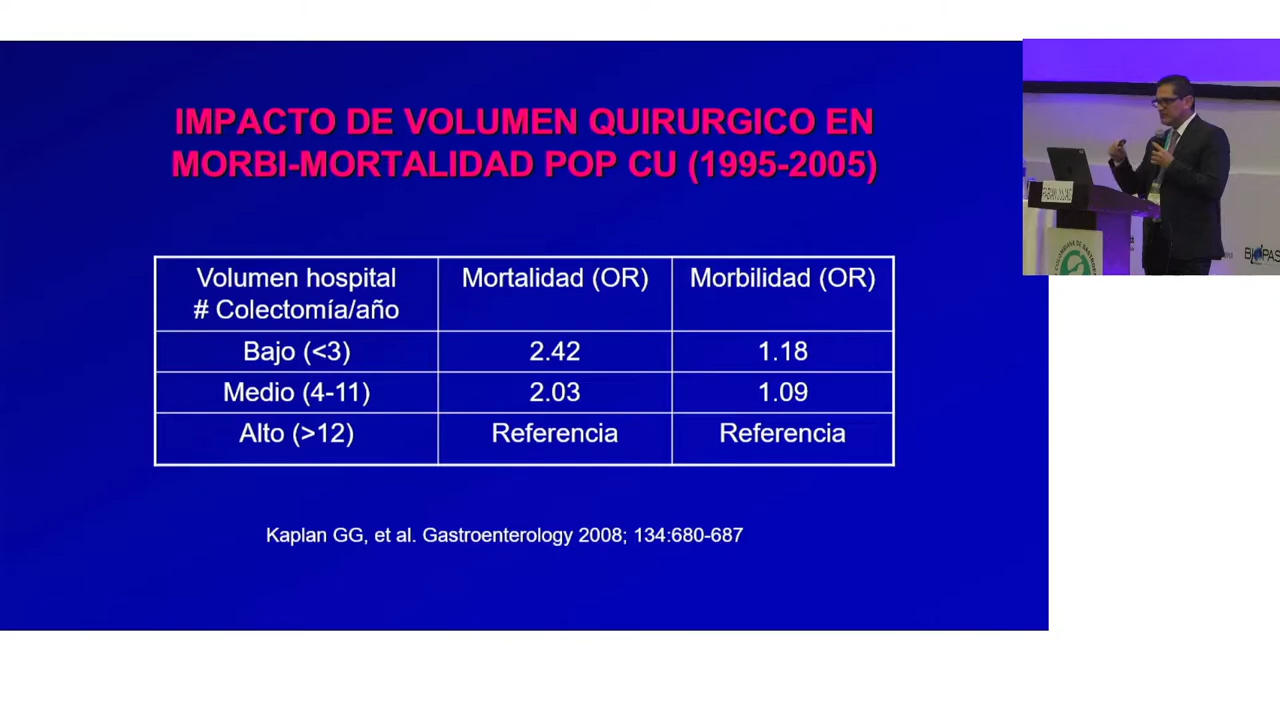 IMPACTO DE VOLUMEN QUIRURGICO EN
MORBI-MORTALIDAD POP CU (1995-2005)
Volumen hospital
# Colectomía/año
Mortalidad (OR)
Morbilidad (OR)
Bajo (<3)
2.42
1.18
Medio (4-11)
2.03
1.09
Alto (>12)
Referencia
Referencia
Kaplan GG, et al. Gastroenterology 2008; 134:680-687